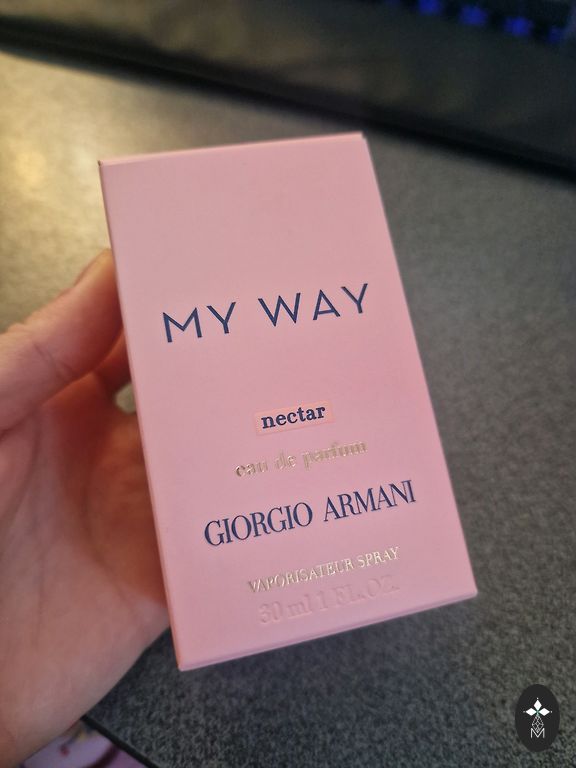 MY WAY
nectar
eau de parfum
GIORGIO ARMANI
VAPORISATEUR SPRAY
30 ml 1 FL.OZ.
M